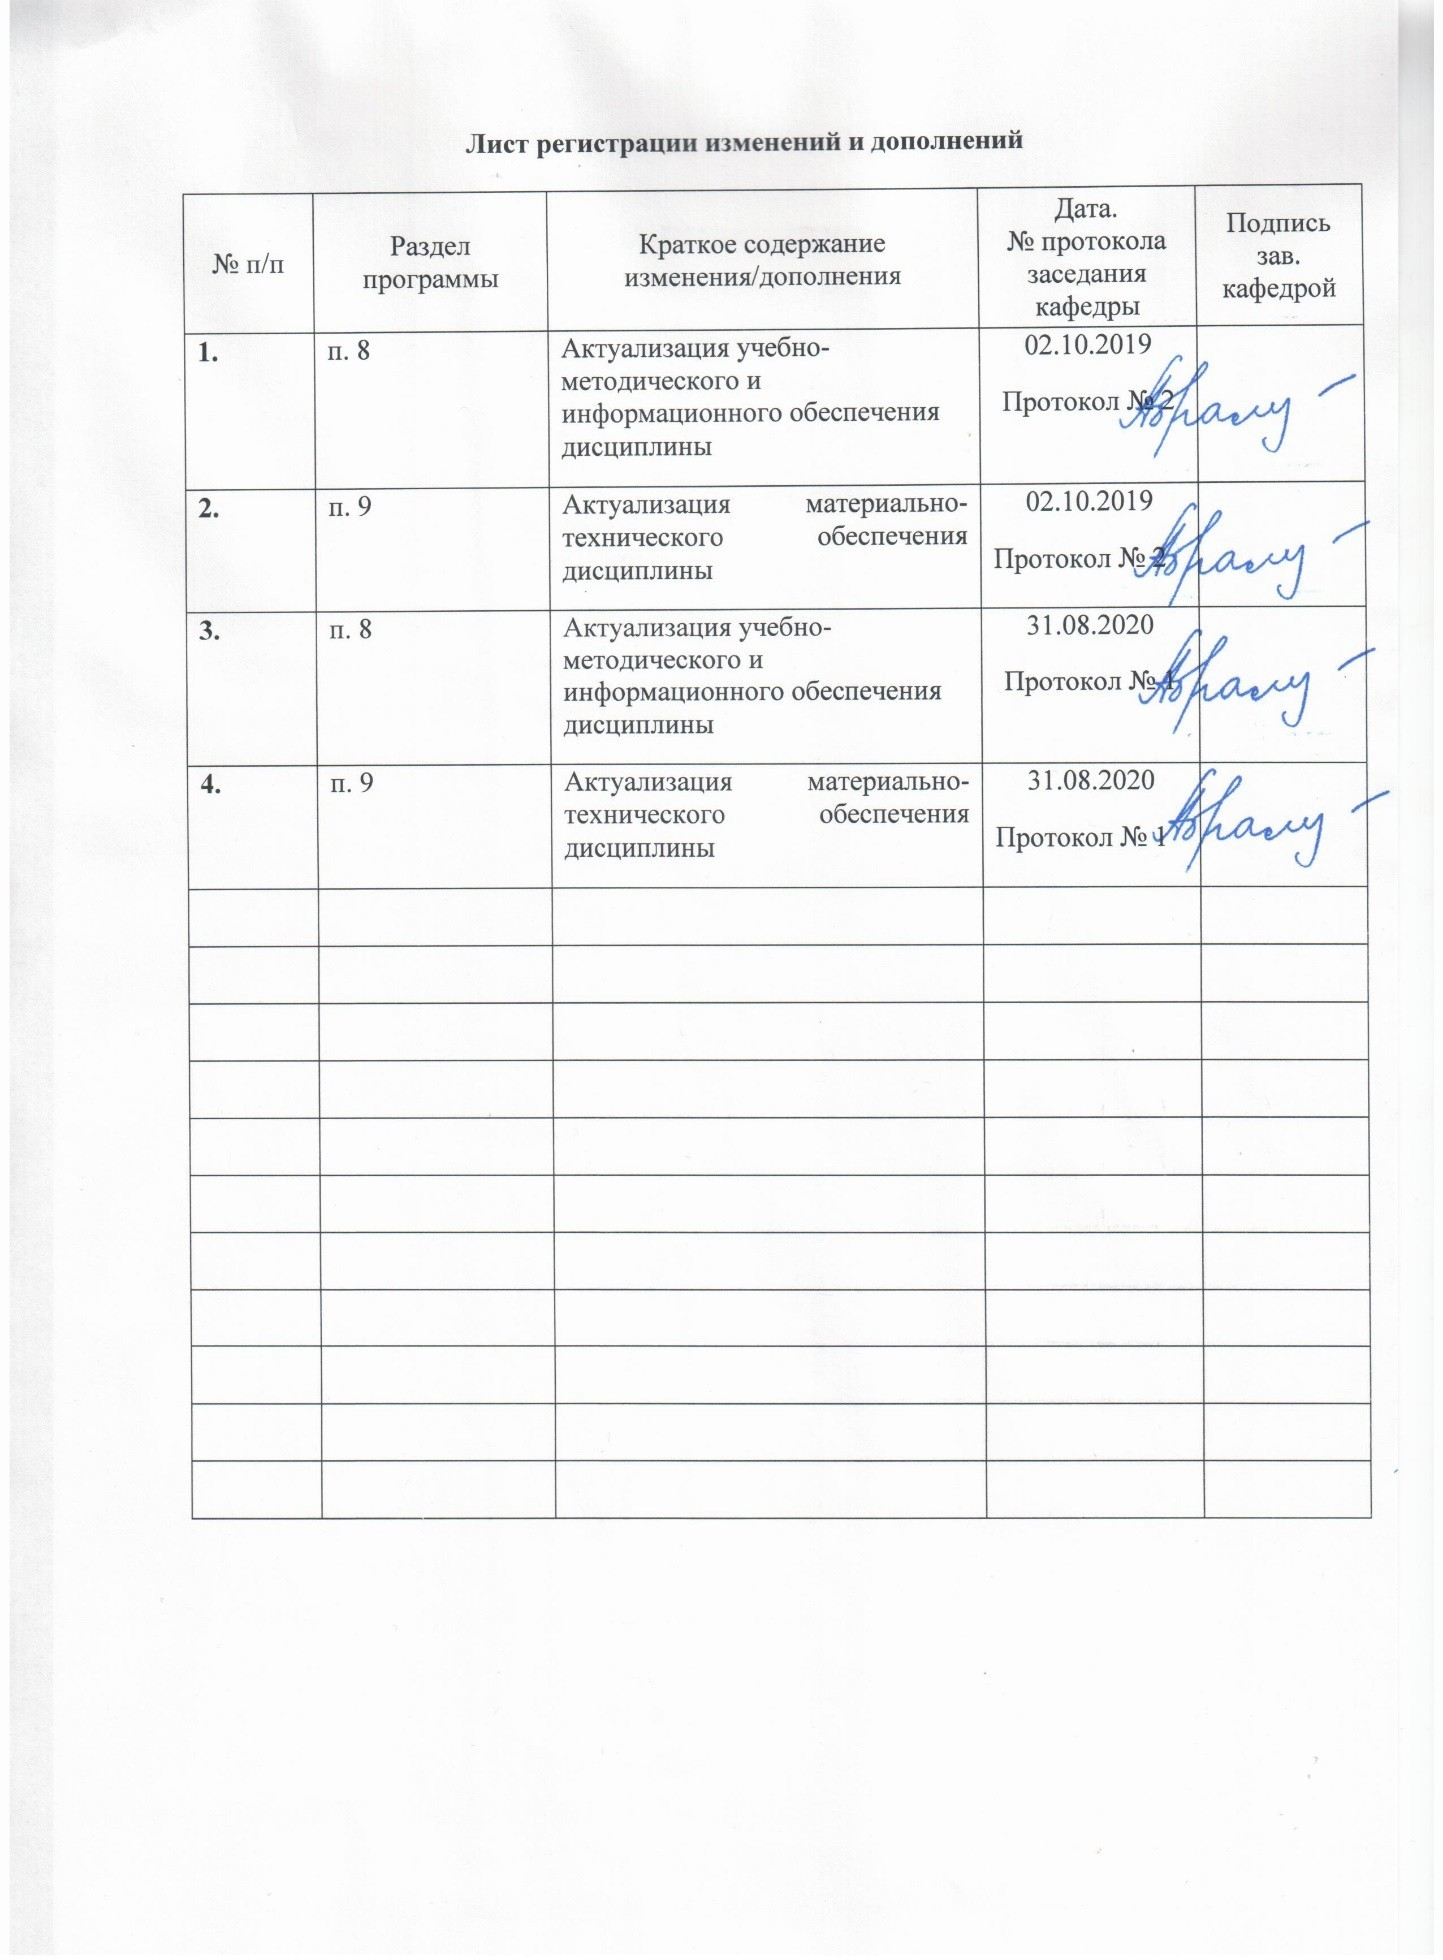 Лист регистрации изменений и дополнений
№ п/п
Раздел
программы
Краткое содержание
изменения/дополнения
Дата.
№ протокола
заседания
кафедры
Подпись
зав.
кафедрой
1.
п. 8
Актуализация учебно-
методического и
информационного обеспечения
дисциплины
02.10.2019
Протокол № 2
2.
п. 9
Актуализация материально-
технического обеспечения
дисциплины
02.10.2019
Протокол № 2
3.
п. 8
Актуализация учебно-
методического и
информационного обеспечения
дисциплины
31.08.2020
Протокол № 1
4.
п. 9
Актуализация материально-
технического обеспечения
дисциплины
31.08.2020
Протокол № 1